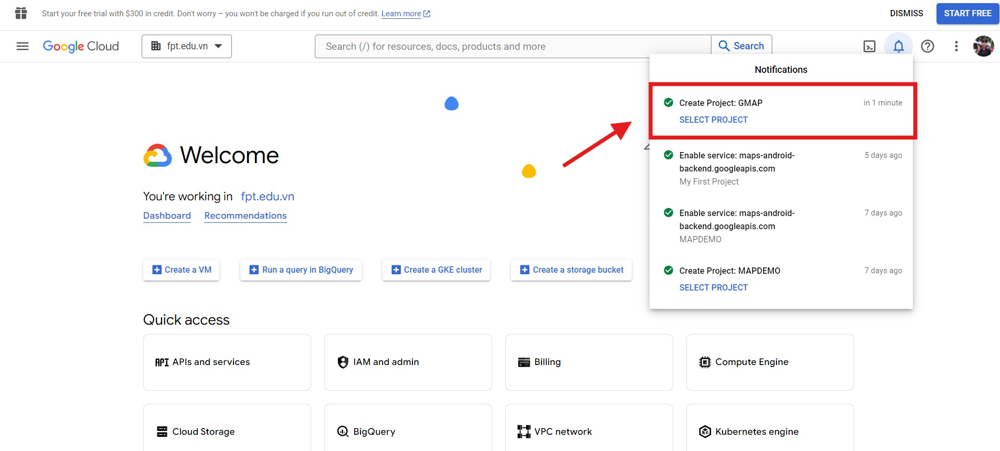 Start your free trial with $300 in credit. Don't worry – you won't be charged if you run out of credit. Learn more
DISMISS
START FREE
Google Cloud
fpt.edu.vn
Search (/) for resources, docs, products and more
Search
Notifications
Create Project: GMAP
in 1 minute
SELECT PROJECT
Enable service: maps-android-
backend.googleapis.com
5 days ago
My First Project
Enable service: maps-android-
backend.googleapis.com
7 days ago
MAPDEMO
Create Project: MAPDEMO
7 days ago
SELECT PROJECT
Welcome
You're working in fpt.edu.vn
Dashboard
Recommendations
Create a VM
Run a query in BigQuery
Create a GKE cluster
Create a storage bucket
Quick access
API APIs and services
IAM and admin
Billing
Compute Engine
Cloud Storage
BigQuery
VPC network
Kubernetes engine